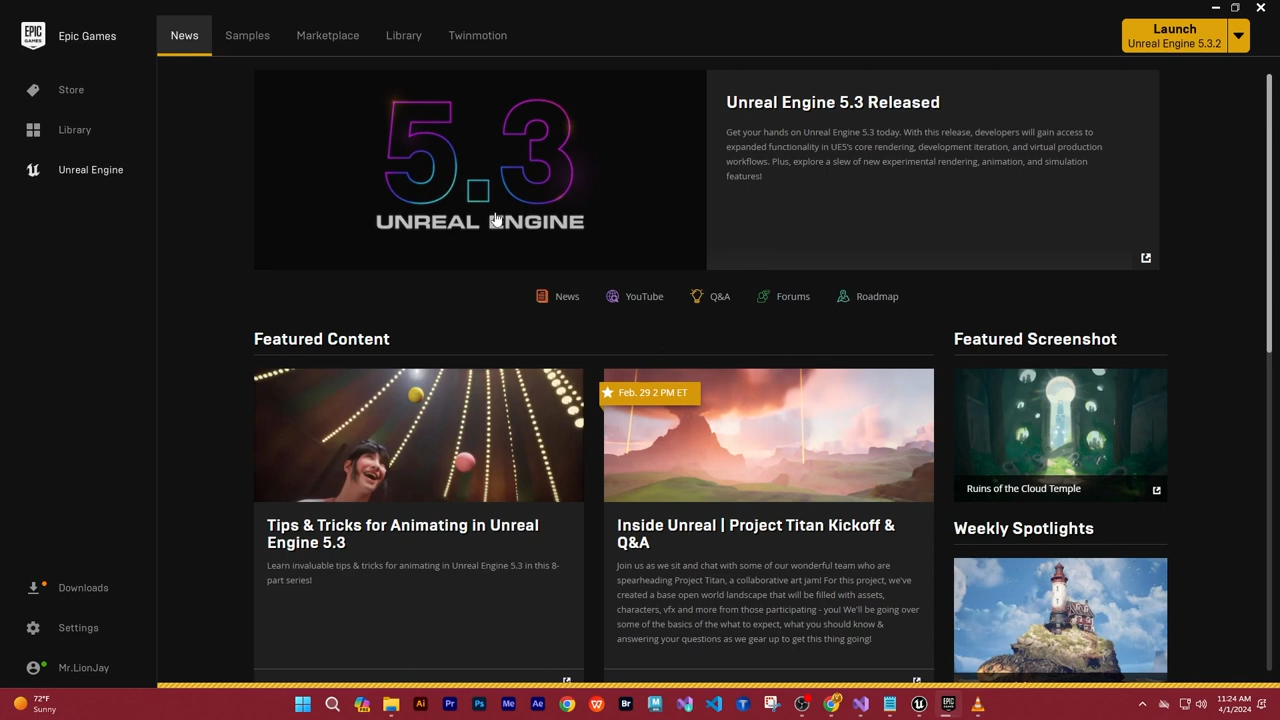 EPIC GAMES
Epic Games
News
Samples
Marketplace
Library
Twinmotion
Launch
Unreal Engine 5.3.2
Store
Library
Unreal Engine
5.3
UNREAL ENGINE
Unreal Engine 5.3 Released
Get your hands on Unreal Engine 5.3 today. With this release, developers will gain access to
expanded functionality in UE5's core rendering, development iteration, and virtual production
workflows. Plus, explore a slew of new experimental rendering, animation, and simulation
features!
News
YouTube
Q&A
Forums
Roadmap
Featured Content
Featured Screenshot
Feb. 29 2 PM ET
Ruins of the Cloud Temple
Tips & Tricks for Animating in Unreal
Engine 5.3
Learn invaluable tips & tricks for animating in Unreal Engine 5.3 in this 8-
part series!
Inside Unreal | Project Titan Kickoff &
Q&A
Join us as we sit and chat with some of our wonderful team who are
spearheading Project Titan, a collaborative art jam! For this project, we've
created a base open world landscape that will be filled with assets,
characters, vfx and more from those participating - you! We'll be going over
some of the basics of the what to expect, what you should know &
answering your questions as we gear up to get this thing going!
Weekly Spotlights
Downloads
Settings
Mr.LionJay
72°F
Sunny
Ai
Pr
Ps
Me
Ae
Br
11:24 AM
4/1/2024